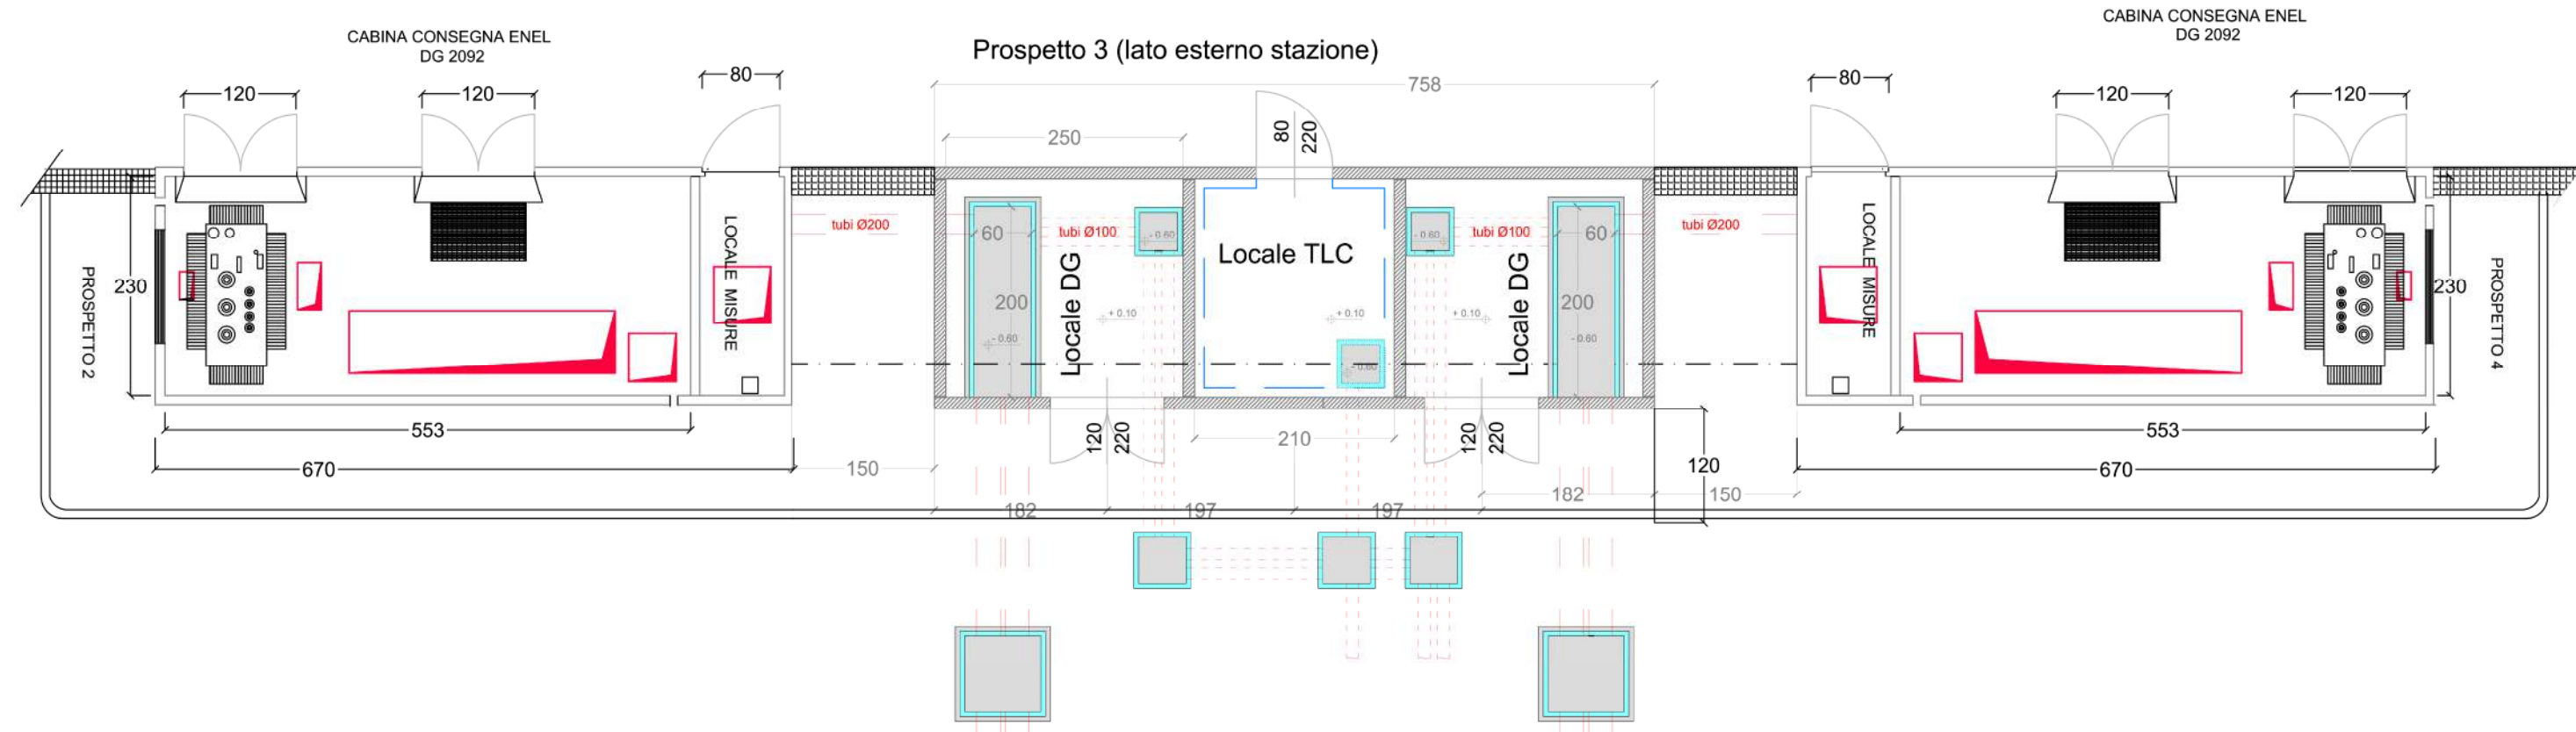 CABINA CONSEGNA ENEL
DG 2092
CABINA CONSEGNA ENEL
DG 2092
Prospetto 3 (lato esterno stazione)
120
120
80
758
80
120
120
250
80
220
tubi Ø200
60
tubi Ø100
- 0.60
Locale TLC
- 0.60
tubi Ø100
60
tubi Ø200
PROSPETTO 2
230
LOCALE MISURE
200
Locale DG
+ 0.10
- 0.60
+ 0.10
- 0.60
+ 0.10
Locale DG
200
- 0.60
LOCALE MISURE
230
PROSPETTO 4
553
670
150
120
220
210
120
220
120
553
670
182
150
182
197
197